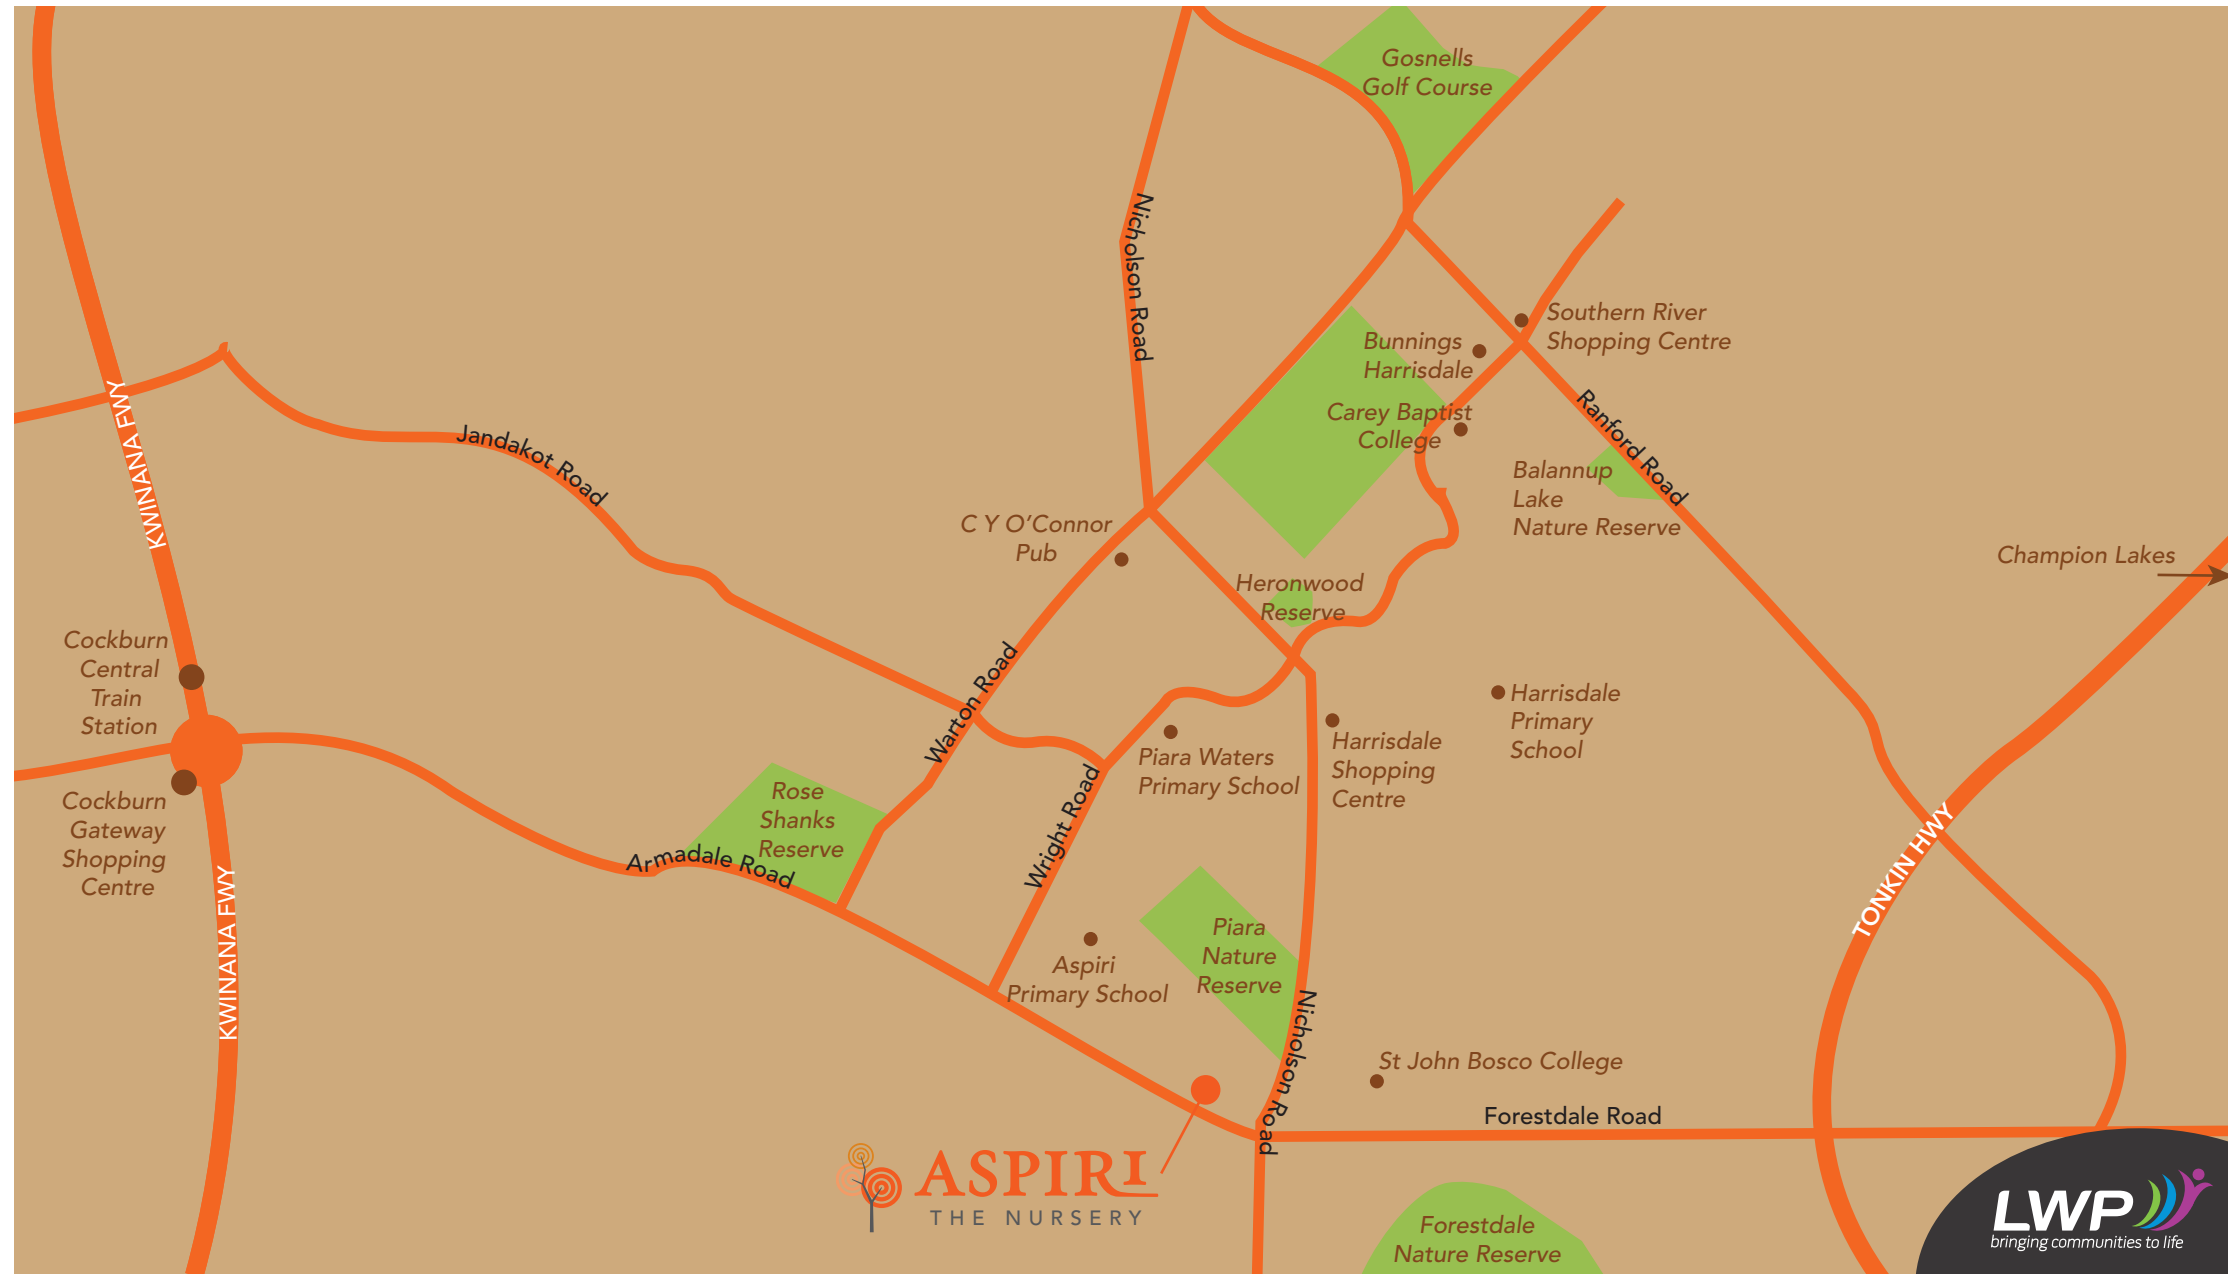 Gosnells
Golf Course
Nicholson Road
Southern River
Shopping Centre
Bunnings
Harrisdale
KWINANA FWY
Carey Baptist
College
Ranford Road
Jandakot Road
Balannup
Lake
Nature Reserve
C Y O’Connor
Pub
Champion Lakes
Heronwood
Reserve
Cockburn
Central
Train
Station
Warton Road
Harrisdale
Primary
School
Harrisdale
Shopping
Centre
Piara Waters
Primary School
Cockburn
Gateway
Shopping
Centre
Rose
Shanks
Reserve
Armadale Road
Wright Road
TONKIN HWY
KWINANA FWY
Piara
Nature
Reserve
Aspiri
Primary School
Nicholson Road
St John Bosco College
Forestdale Road
ASPIRI
THE NURSERY
Forestdale
Nature Reserve
LWP
bringing communities to life